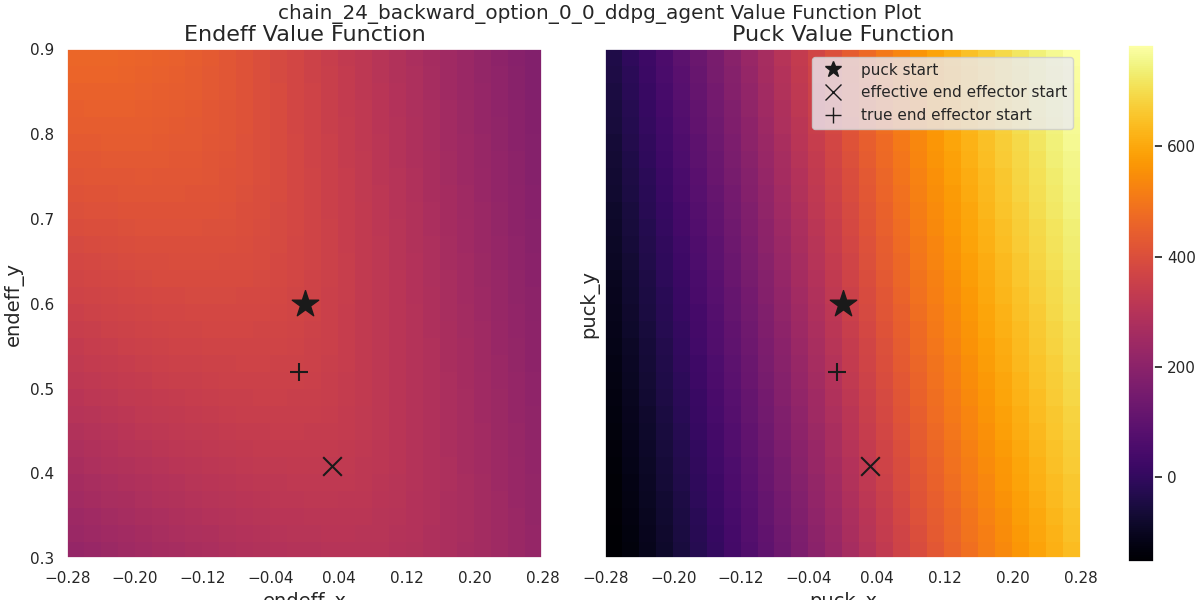 chain_24_backward_option_0_0_ddpg_agent Value Function Plot
Endeff Value Function
Puck Value Function
puck start
effective end effector start
true end effector start
0.9
0.8
0.7
0.6
0.5
0.4
0.3
endeff_y
puck_y
600
400
200
0
−0.28 −0.20 −0.12 −0.04 0.04 0.12 0.20 0.28
−0.28 −0.20 −0.12 −0.04 0.04 0.12 0.20 0.28
endeff_x
puck_x